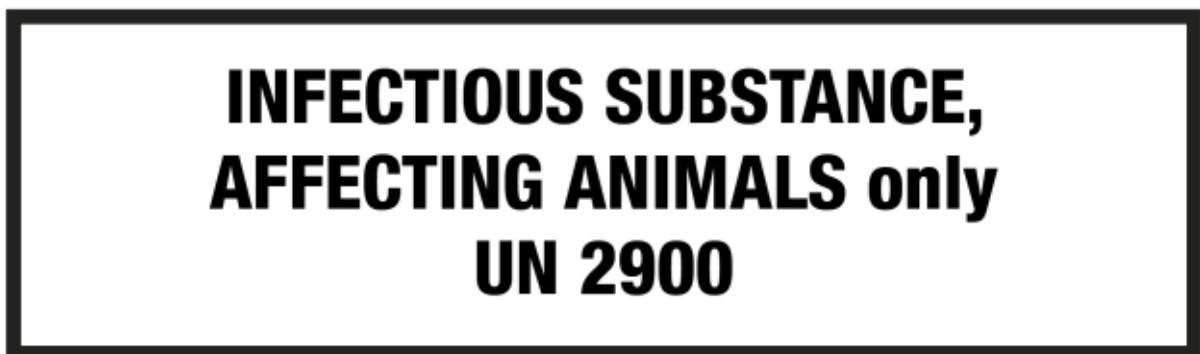 INFECTIOUS SUBSTANCE,
AFFECTING ANIMALS only
UN 2900